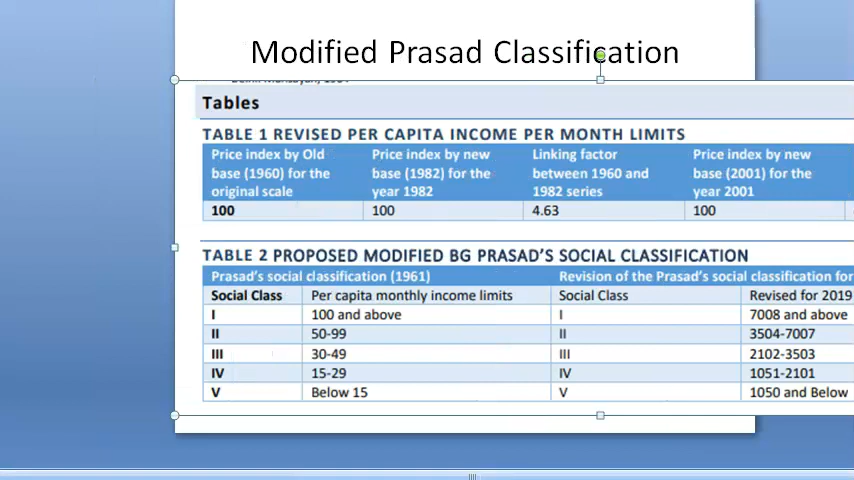 Modified Prasad Classification
Tables
TABLE 1 REVISED PER CAPITA INCOME PER MONTH LIMITS
Price index by Old base (1960) for the original scale | Price index by new base (1982) for the year 1982 | Linking factor between 1960 and 1982 series | Price index by new base (2001) for the year 2001
100 | 100 | 4.63 | 100
TABLE 2 PROPOSED MODIFIED BG PRASAD'S SOCIAL CLASSIFICATION
Prasad's social classification (1961) | Revision of the Prasad's social classification for
Social Class | Per capita monthly income limits | Social Class | Revised for 2019
I | 100 and above | I | 7008 and above
II | 50-99 | II | 3504-7007
III | 30-49 | III | 2102-3503
IV | 15-29 | IV | 1051-2101
V | Below 15 | V | 1050 and Below